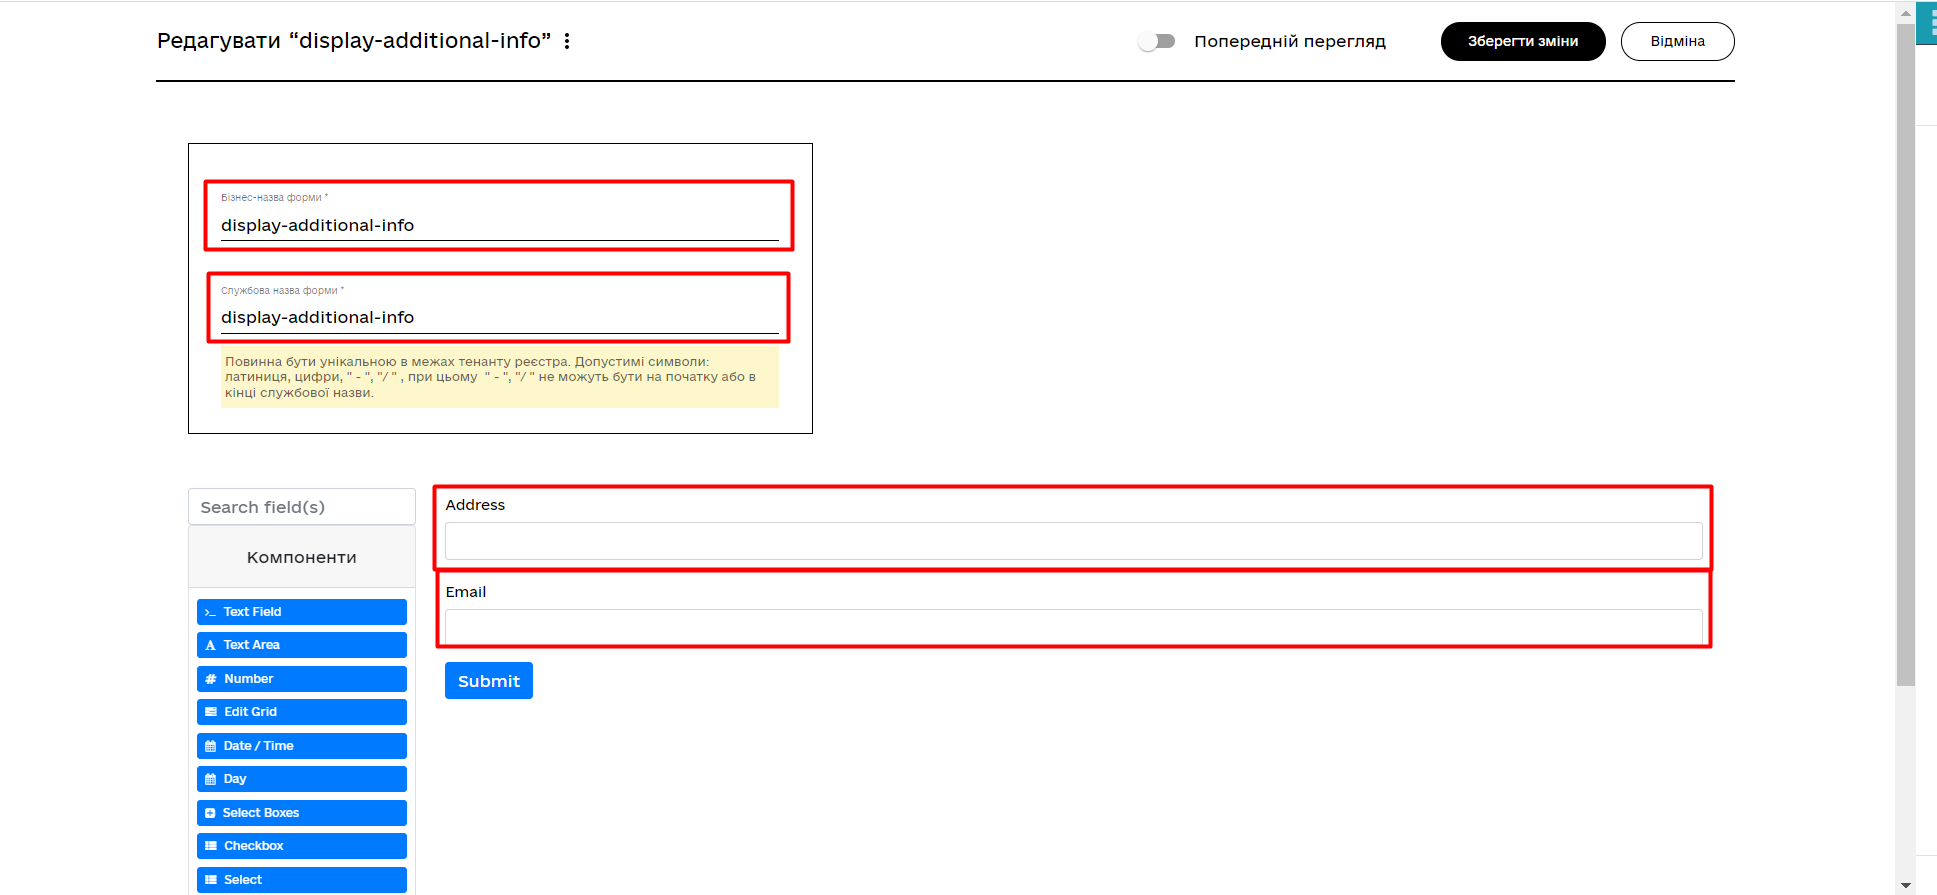 Редагувати “display-additional-info”
Попередній перегляд
Зберегти зміни
Відміна
Бізнес-назва форми *
display-additional-info
Службова назва форми *
display-additional-info
Повинна бути унікальною в межах тенанту реєстра. Допустимі символи:
латиниця, цифри, " - ", "/ " , при цьому " - ", "/ " не можуть бути на початку або в
кінці службової назви.
Search field(s)
Компоненти
Text Field
Text Area
Number
Edit Grid
Date / Time
Day
Select Boxes
Checkbox
Select
Address
Email
Submit